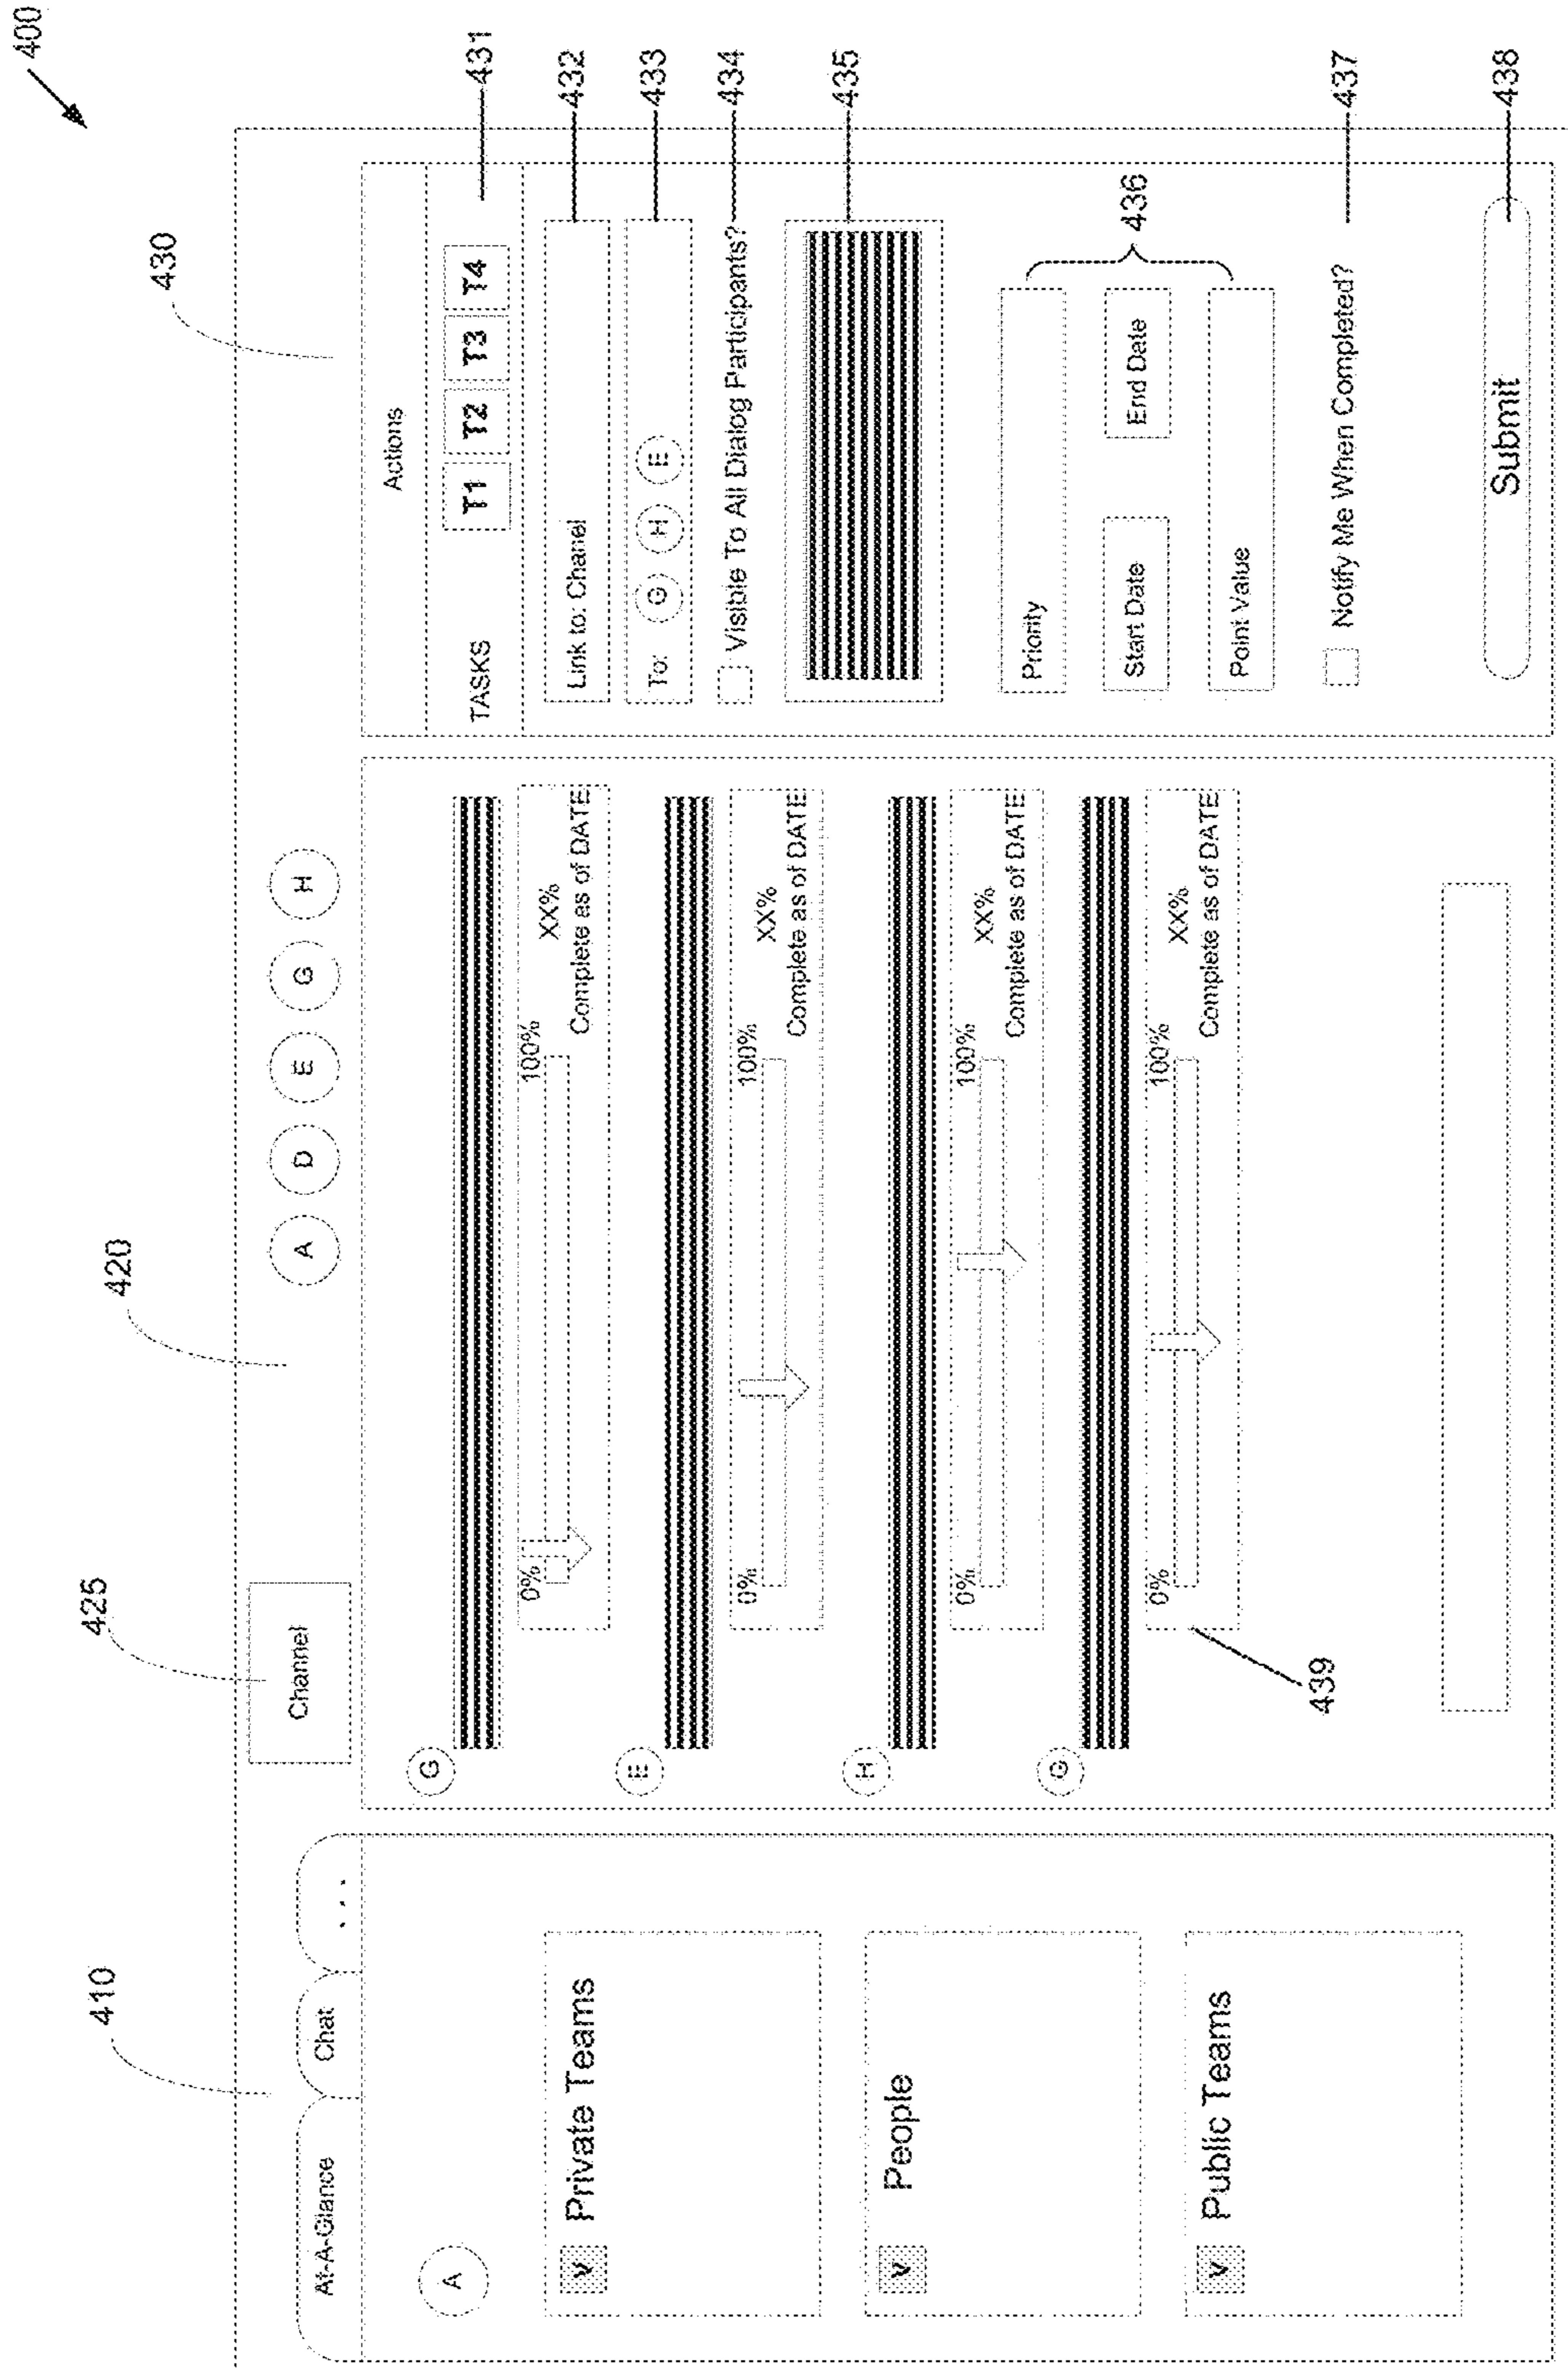 400
410
At-A-Glance
Chat
...
A
V Private Teams
V People
V Public Teams
420
425
Channel
A D E G H
G
0%
100%
XX%
Complete as of DATE
E
0%
100%
XX%
Complete as of DATE
H
0%
100%
XX%
Complete as of DATE
G
0%
100%
XX%
Complete as of DATE
439
430
Actions
TASKS T1 T2 T3 T4
431
Link to: Chanel
432
To: G H E
433
Visible To All Dialog Participants?
434
435
Priority
Start Date End Date
Point Value
436
Notify Me When Completed?
437
Submit
438